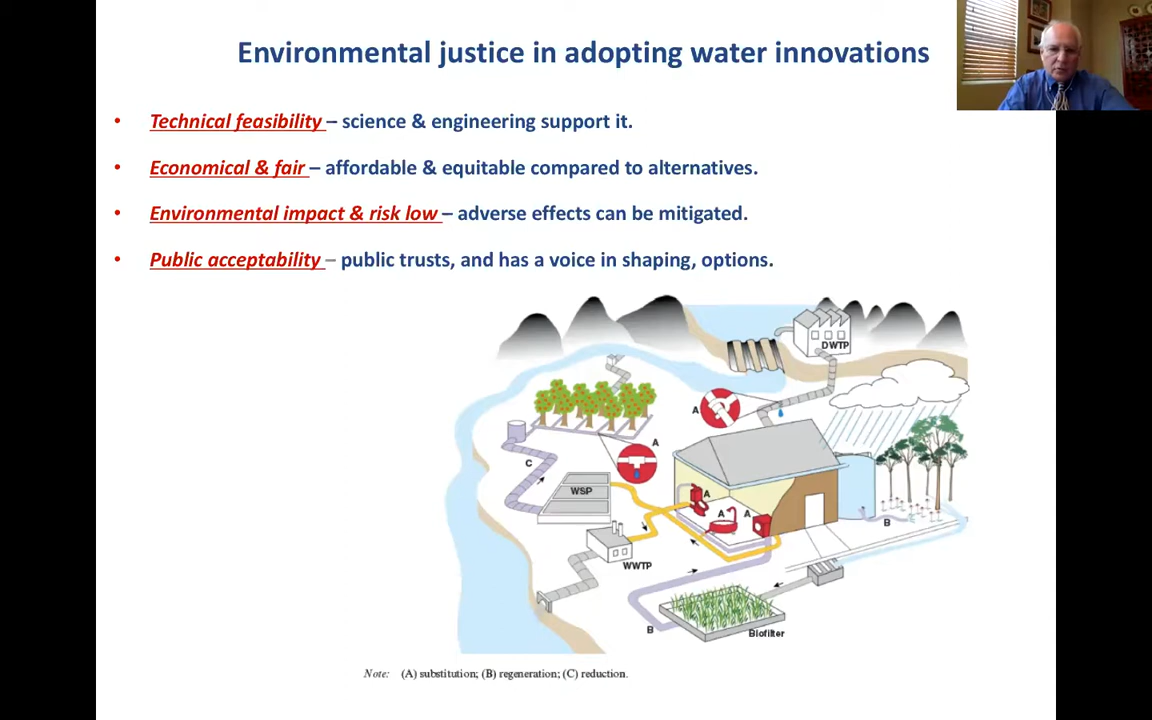 Environmental justice in adopting water innovations
• Technical feasibility – science & engineering support it.
• Economical & fair – affordable & equitable compared to alternatives.
• Environmental impact & risk low – adverse effects can be mitigated.
• Public acceptability – public trusts, and has a voice in shaping, options.
DWTP
A
A
C
WSP
A
A
A
B
WWTP
B
Biofilter
Note: (A) substitution; (B) regeneration; (C) reduction.